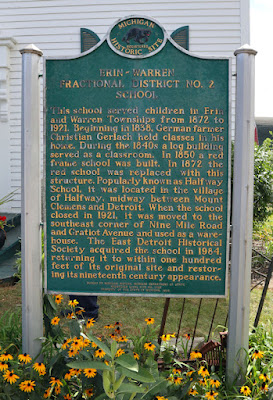 MICHIGAN
HISTORIC SITE
ERIN-WARREN
FRACTIONAL DISTRICT NO. 2
SCHOOL
This school served children in Erin
and Warren Townships from 1872 to
1921. Beginning in 1838, German farmer
Christian Gerlach held classes in his
home. During the 1840s a log building
served as a classroom. In 1850 a red
frame school was built. In 1872 the
red school was replaced with this
structure. Popularly known as Halfway
School, it was located in the village
of Halfway, midway between Mount
Clemens and Detroit. When the school
closed in 1921, it was moved to the
southeast corner of Nine Mile Road
and Gratiot Avenue and used as a ware-
house. The East Detroit Historical
Society acquired the school in 1984,
returning it to within one hundred
feet of its original site and restor-
ing its nineteenth century appearance.